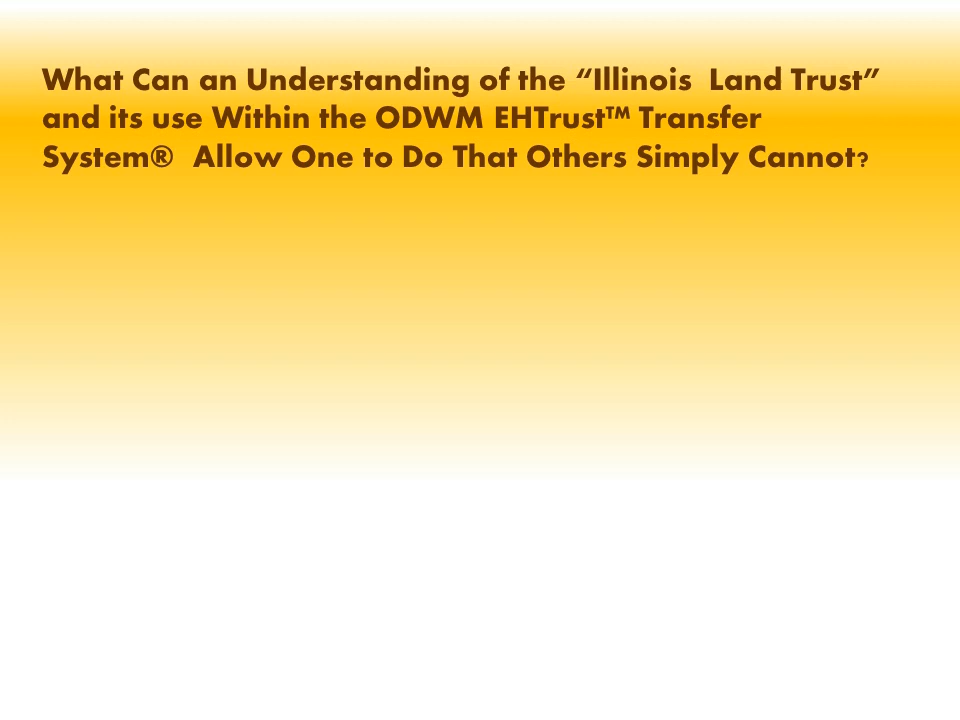 What Can an Understanding of the “Illinois  Land Trust”
and its use Within the ODWM EHTrust™ Transfer
System®  Allow One to Do That Others Simply Cannot?